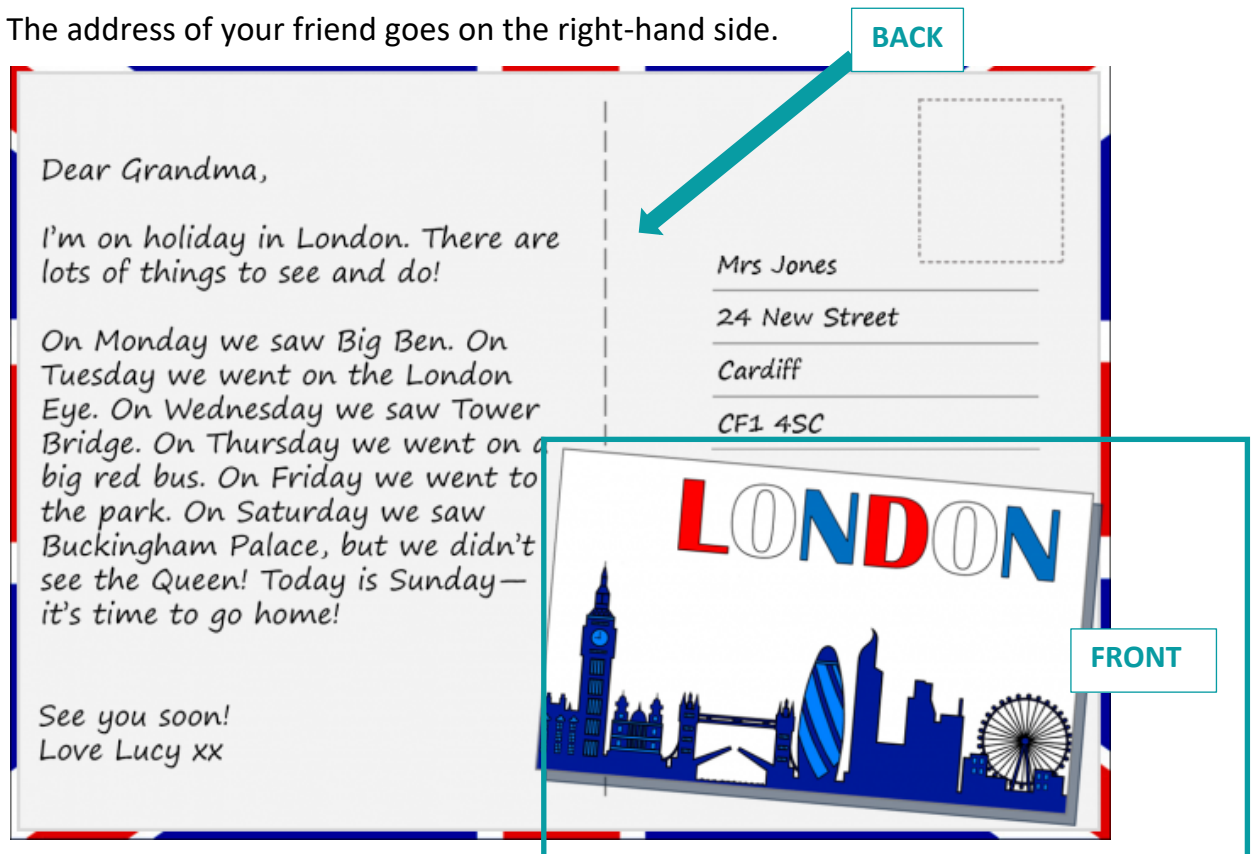 The address of your friend goes on the right-hand side.
BACK
Dear Grandma,
I'm on holiday in London. There are
lots of things to see and do!
On Monday we saw Big Ben. On
Tuesday we went on the London
Eye. On Wednesday we saw Tower
Bridge. On Thursday we went on a
big red bus. On Friday we went to
the park. On Saturday we saw
Buckingham Palace, but we didn't
see the Queen! Today is Sunday—
it's time to go home!
See you soon!
Love Lucy xx
Mrs Jones
24 New Street
Cardiff
CF1 4SC
LONDON
FRONT